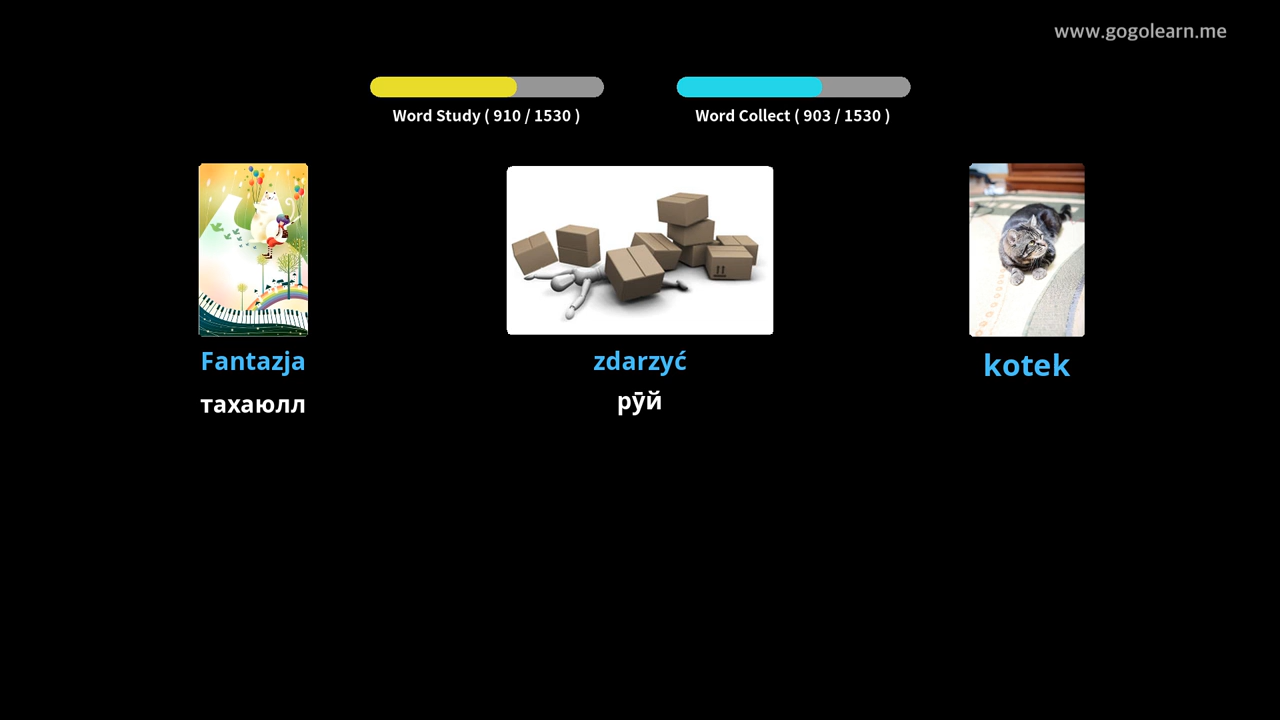 www.gogolearn.me
Word Study ( 910 / 1530 )
Word Collect ( 903 / 1530 )
Fantazja
тахаюлл
zdarzyć
рӯй
kotek